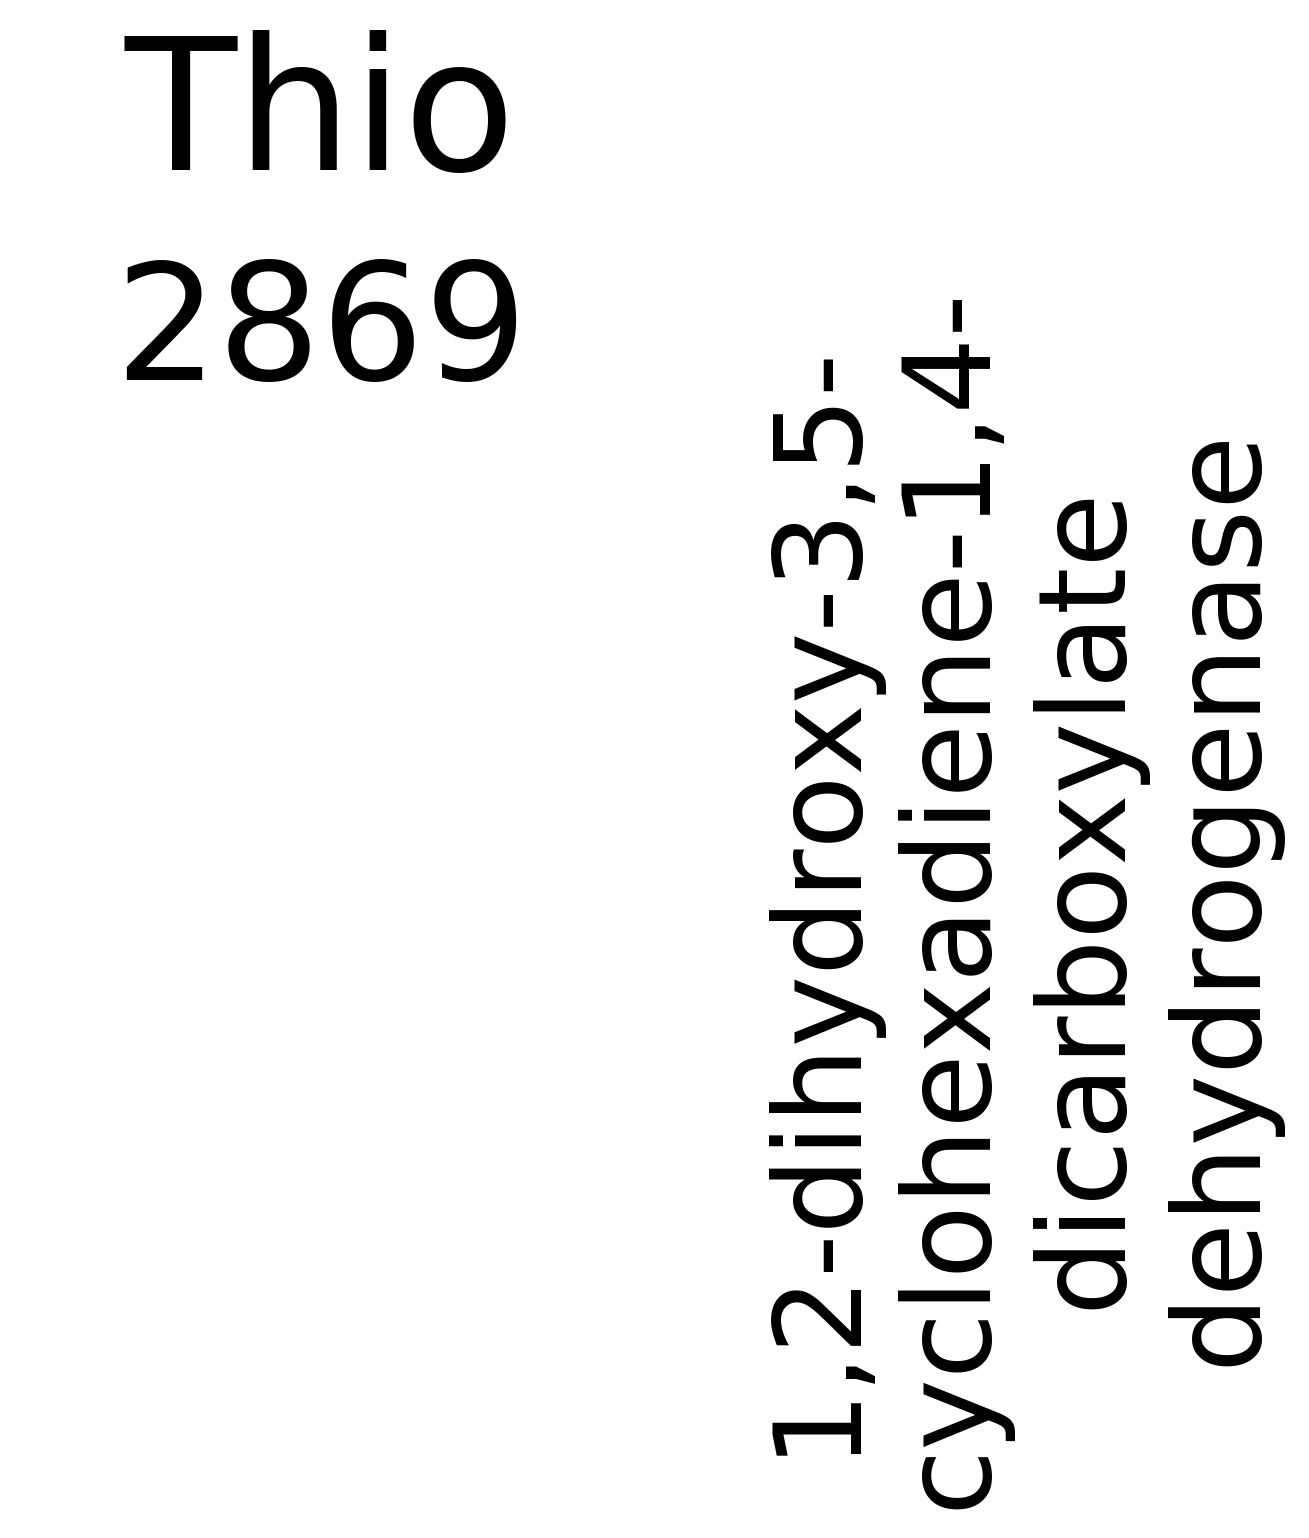 Thio
2869
1,2-dihydroxy-3,5-
cyclohexadiene-1,4-
dicarboxylate
dehydrogenase